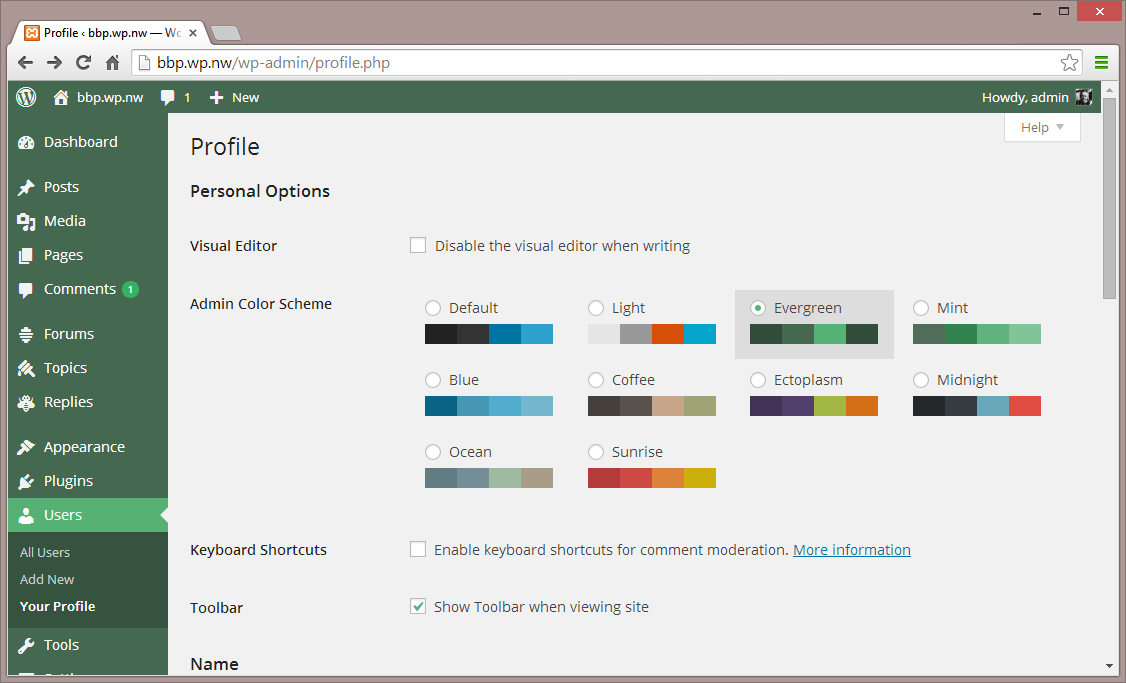 Profile ‹ bbp.wp.nw — Wo
bbp.wp.nw/wp-admin/profile.php
bbp.wp.nw 1 New Howdy, admin
Help
Dashboard
Posts
Media
Pages
Comments 1
Forums
Topics
Replies
Appearance
Plugins
Users
All Users
Add New
Your Profile
Tools
Profile
Personal Options
Visual Editor Disable the visual editor when writing
Admin Color Scheme
Default Light Evergreen Mint
Blue Coffee Ectoplasm Midnight
Ocean Sunrise
Keyboard Shortcuts Enable keyboard shortcuts for comment moderation. More information
Toolbar Show Toolbar when viewing site
Name